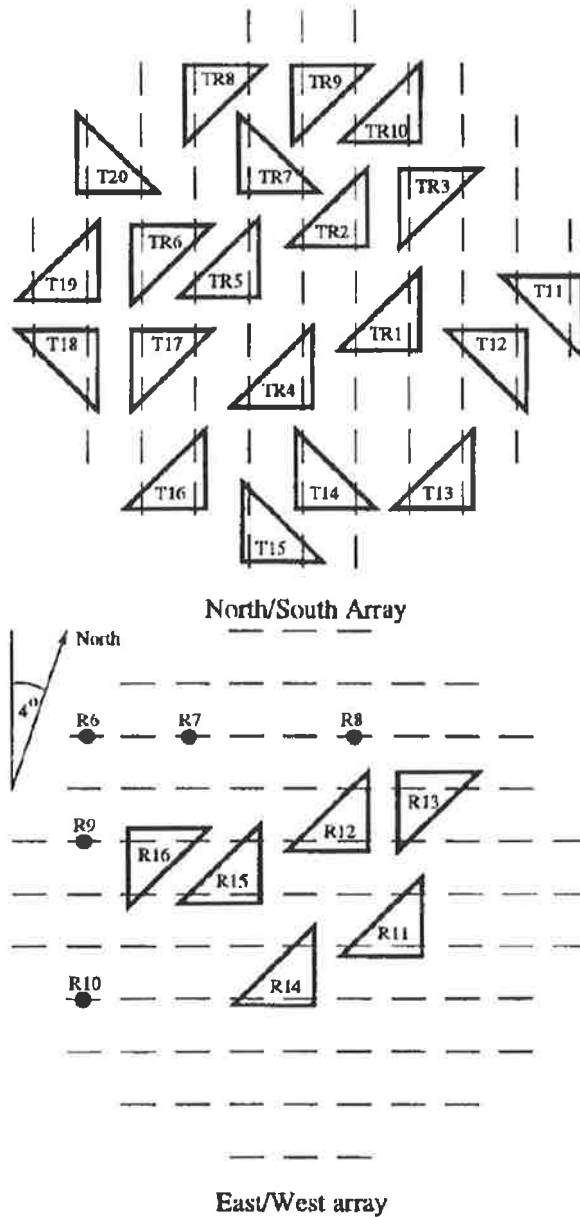 TR8
TR9
TR10
T20
TR7
TR3
TR2
TR6
TR5
T19
T11
TR1
T18
T17
T12
TR4
T16
T14
T13
T15
North/South Array
North
4°
R6
R7
R8
R13
R12
R9
R16
R15
R11
R10
R14
East/West array